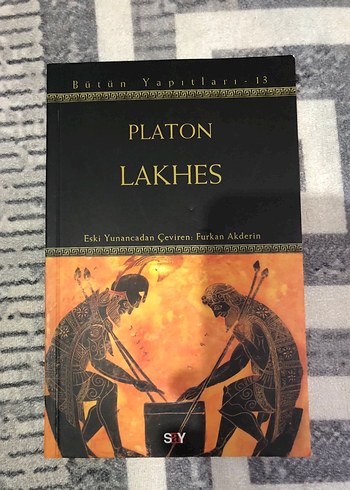 Bütün Yapıtları - 13
PLATON
LAKHES
Eski Yunancadan Çeviren: Furkan Akderin
SAY